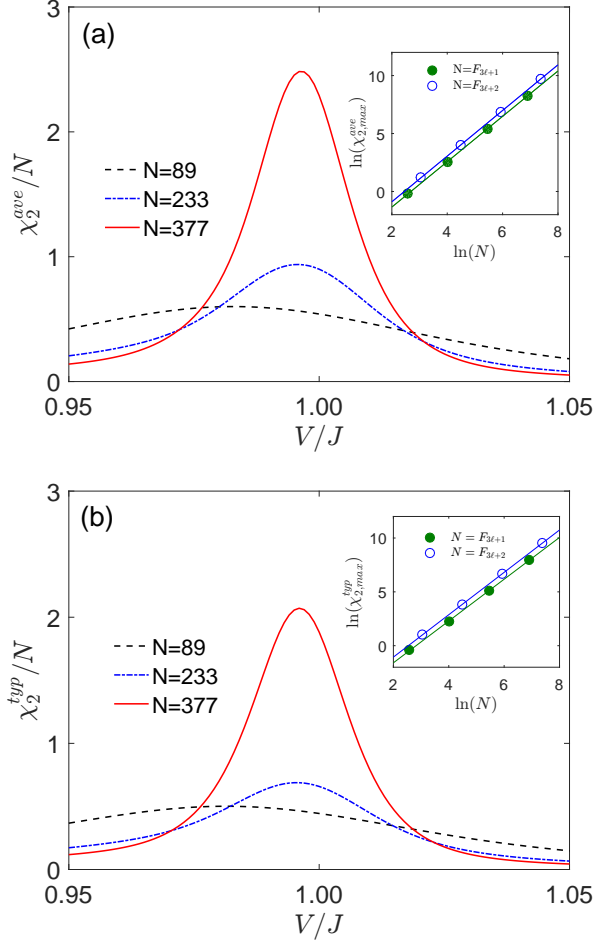 (a)
χ₂ᵃᵛᵉ/N
3
2
1
0
N=89
N=233
N=377
0.95
1.00
1.05
V/J
ln(χ₂,ₘₐₓᵃᵛᵉ)
10
5
0
N=F₃ℓ₊₁
N=F₃ℓ₊₂
2
4
6
8
ln(N)
(b)
χ₂ᵗʸᵖ/N
3
2
1
0
N=89
N=233
N=377
0.95
1.00
1.05
V/J
ln(χ₂,ₘₐₓᵗʸᵖ)
10
5
0
N = F₃ℓ₊₁
N = F₃ℓ₊₂
2
4
6
8
ln(N)